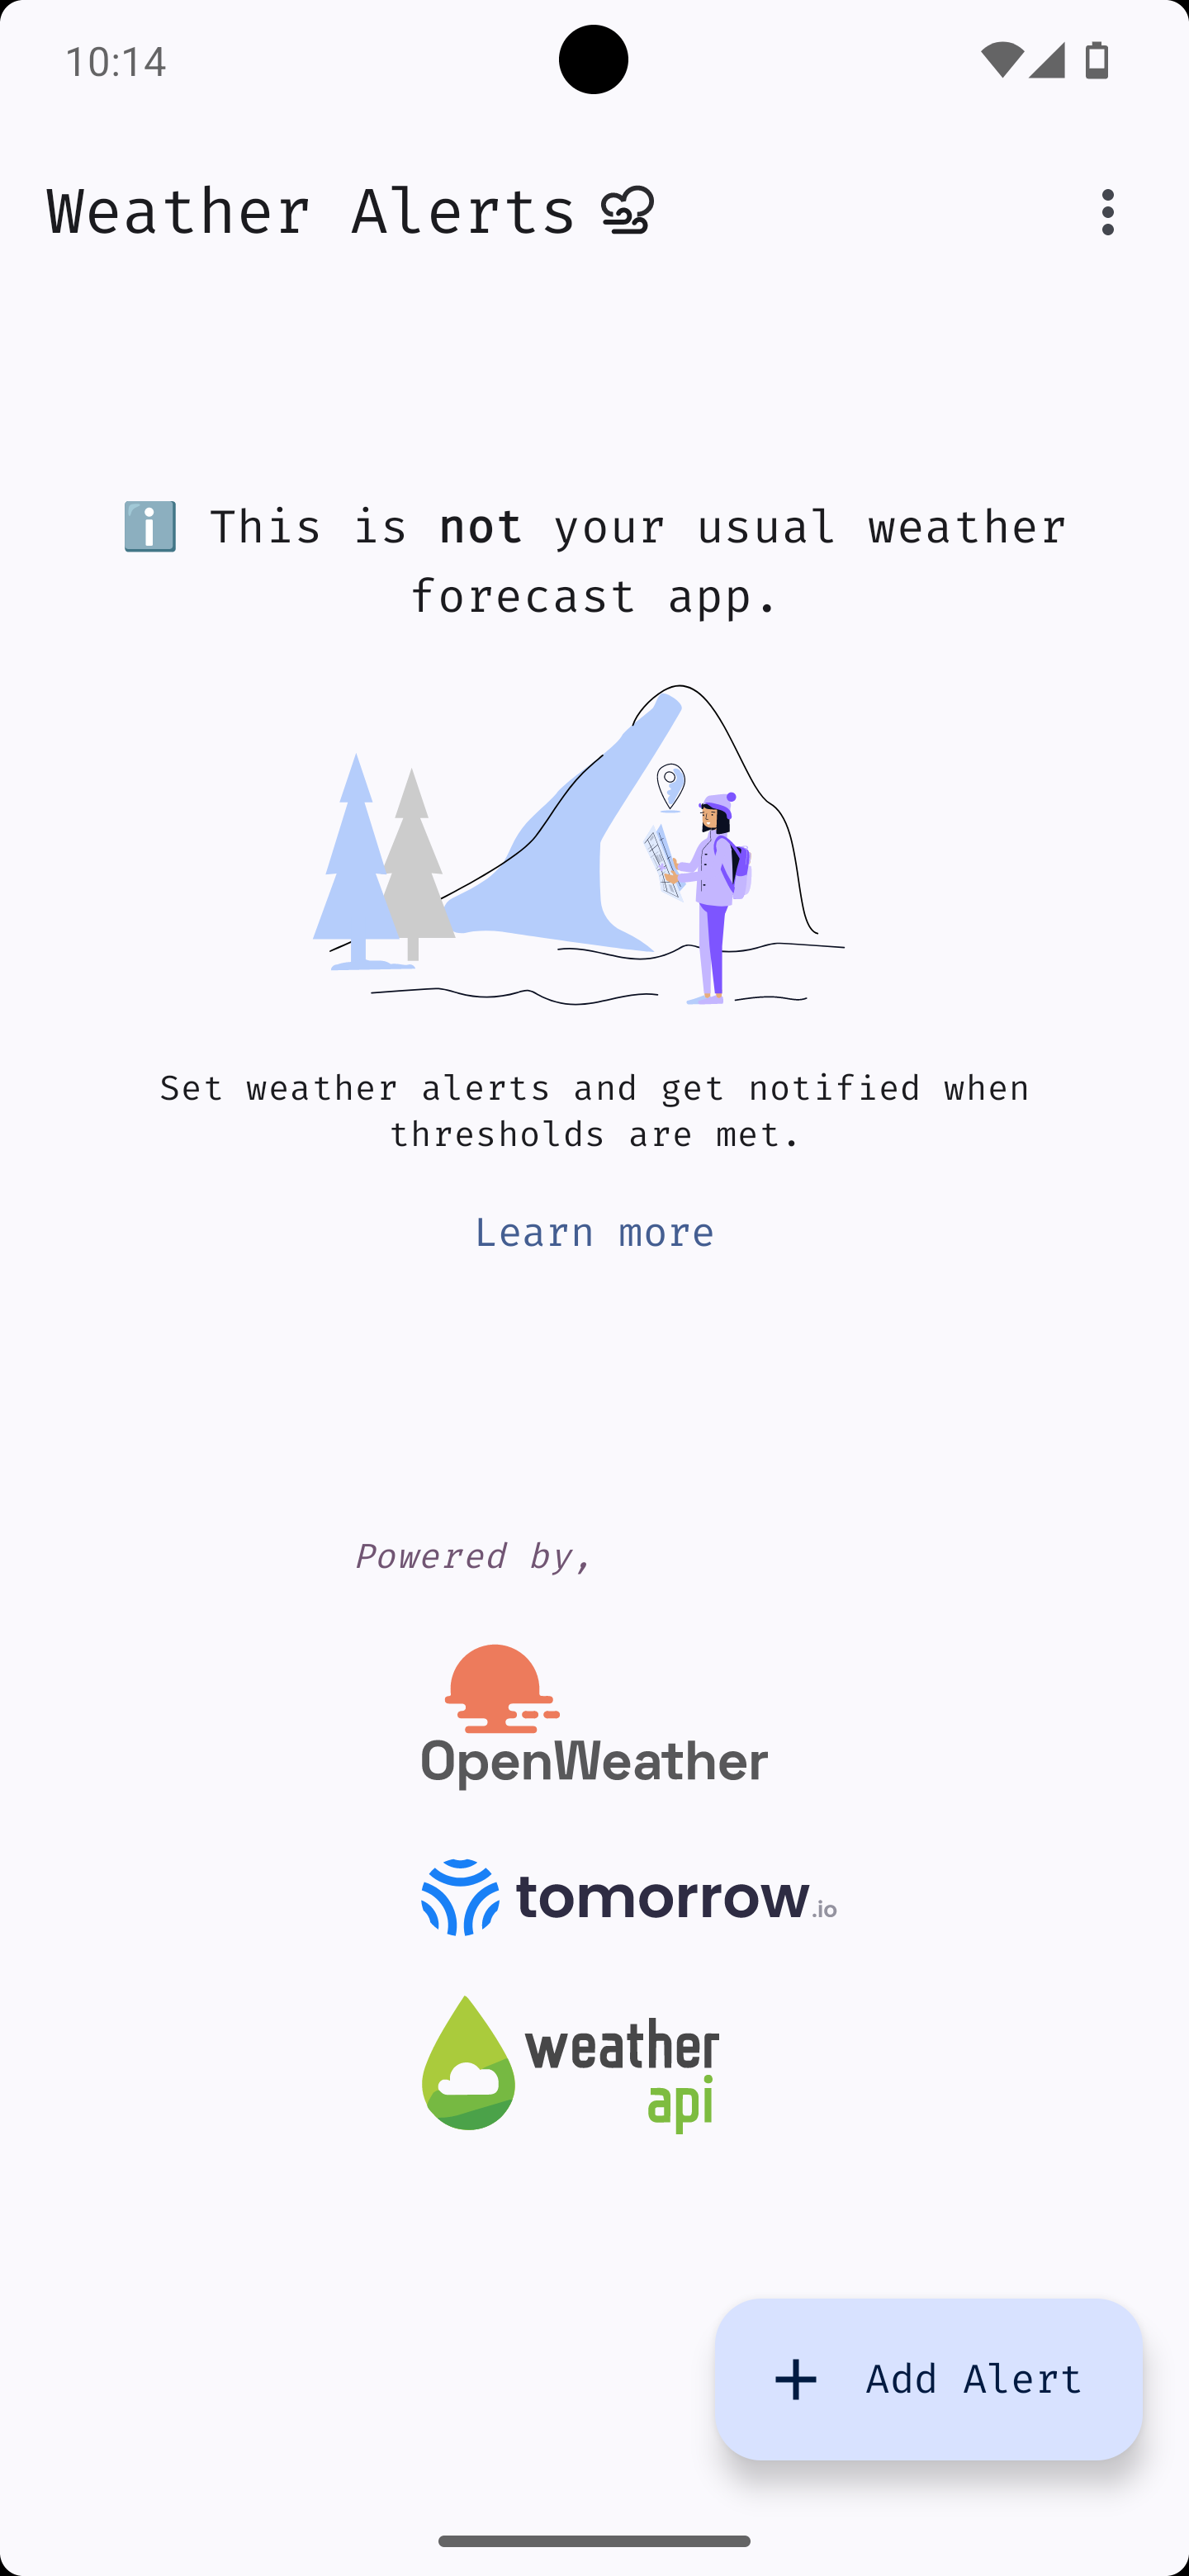 10:14
Weather Alerts
ℹ️ This is not your usual weather
forecast app.
Set weather alerts and get notified when
thresholds are met.
Learn more
Powered by,
OpenWeather
tomorrow.io
weather
api
+ Add Alert